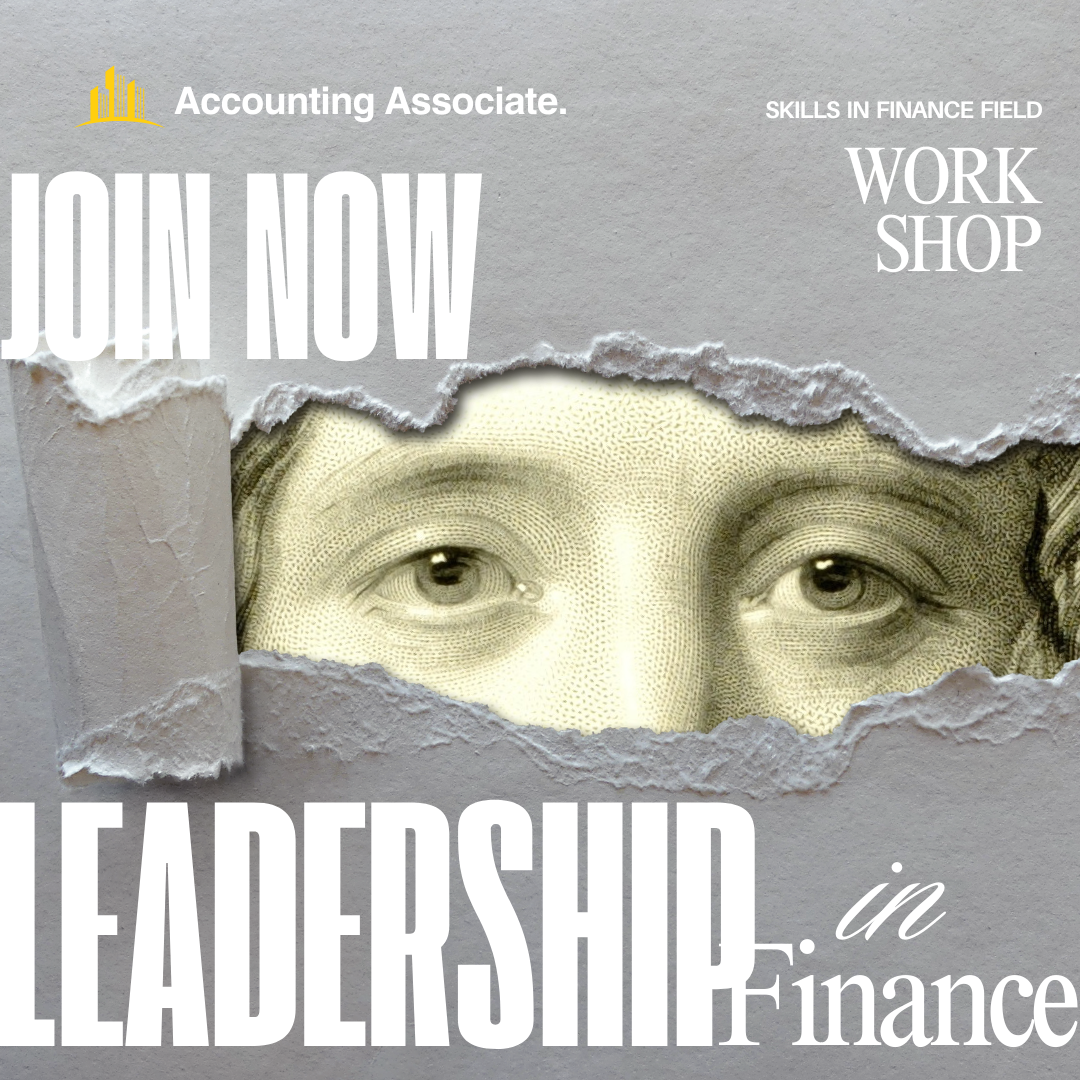 Accounting Associate.
SKILLS IN FINANCE FIELD
WORK
SHOP
JOIN NOW
LEADERSHIP
in
Finance